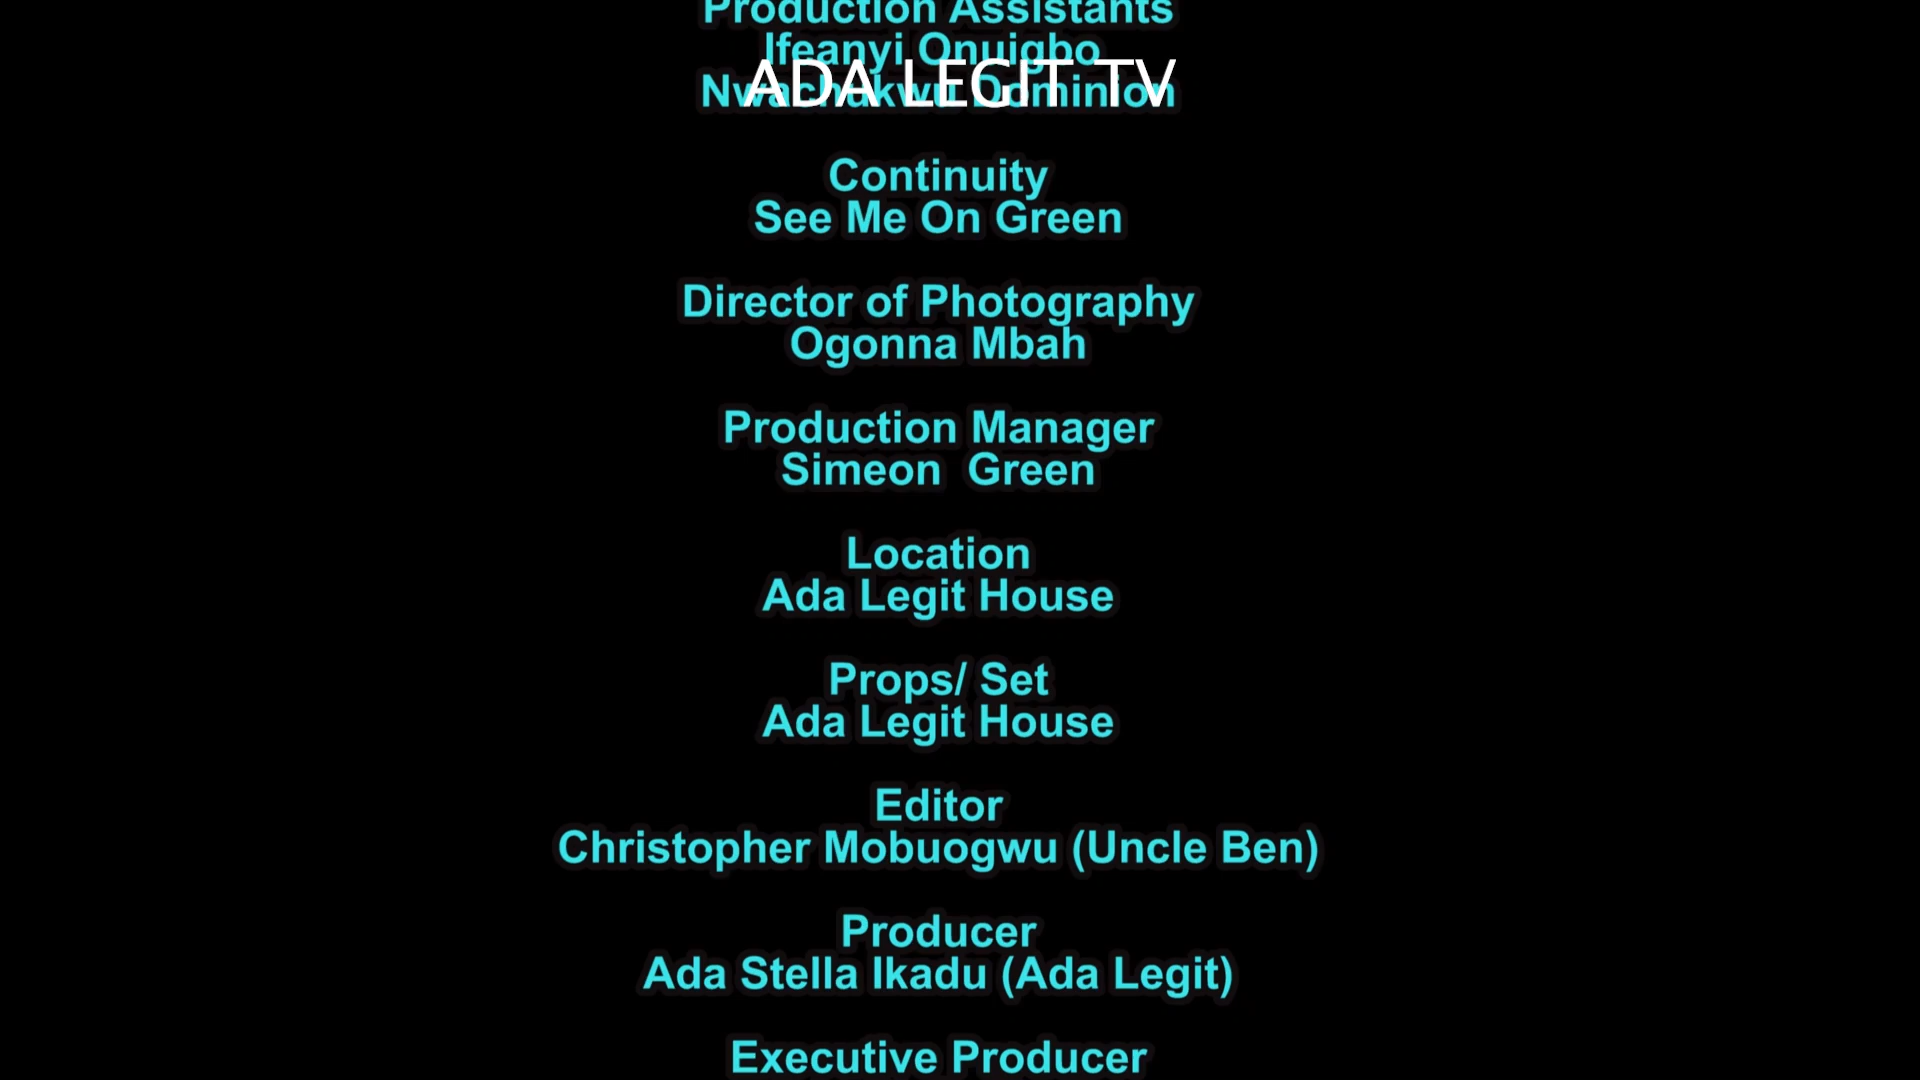 Production Assistants
Ifeanyi Onuigbo
ADA LEGIT TV
Nwachukwu Dominion
Continuity
See Me On Green
Director of Photography
Ogonna Mbah
Production Manager
Simeon  Green
Location
Ada Legit House
Props/ Set
Ada Legit House
Editor
Christopher Mobuogwu (Uncle Ben)
Producer
Ada Stella Ikadu (Ada Legit)
Executive Producer